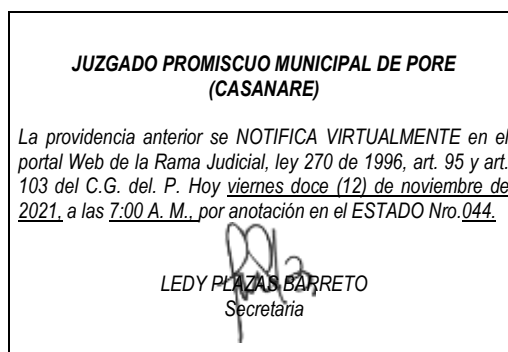 JUZGADO PROMISCUO MUNICIPAL DE PORE
(CASANARE)
La providencia anterior se NOTIFICA VIRTUALMENTE en el
portal Web de la Rama Judicial, ley 270 de 1996, art. 95 y art.
103 del C.G. del. P. Hoy viernes doce (12) de noviembre de
2021, a las 7:00 A. M., por anotación en el ESTADO Nro.044.
LEDY PLAZAS BARRETO
Secretaria